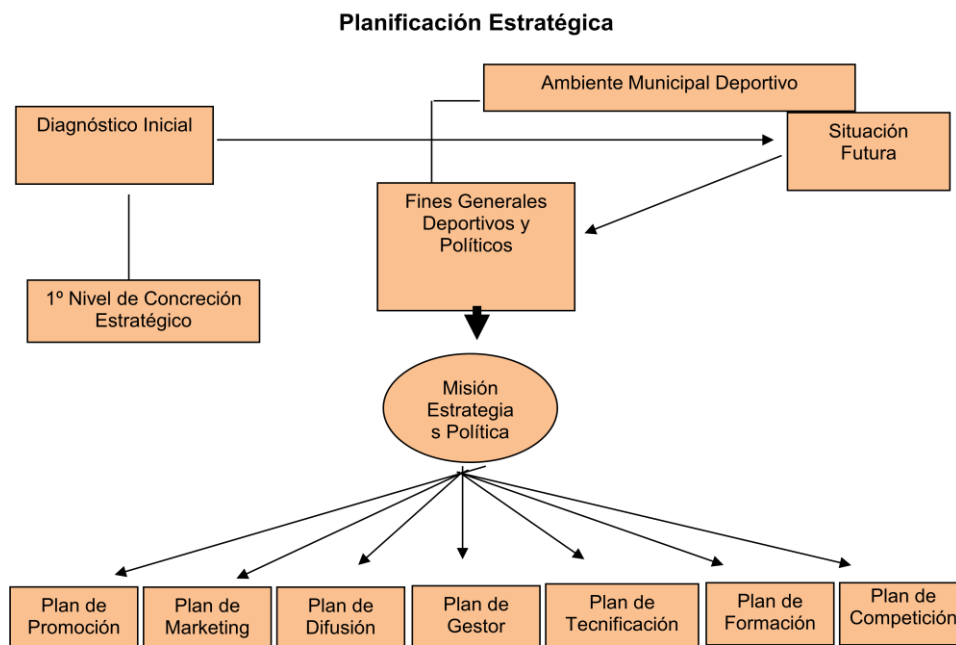 Planificación Estratégica
Ambiente Municipal Deportivo
Diagnóstico Inicial
Situación
Futura
Fines Generales
Deportivos y
Políticos
1º Nivel de Concreción
Estratégico
Misión
Estrategia
s Política
Plan de
Promoción
Plan de
Marketing
Plan de
Difusión
Plan de
Gestor
Plan de
Tecnificación
Plan de
Formación
Plan de
Competición